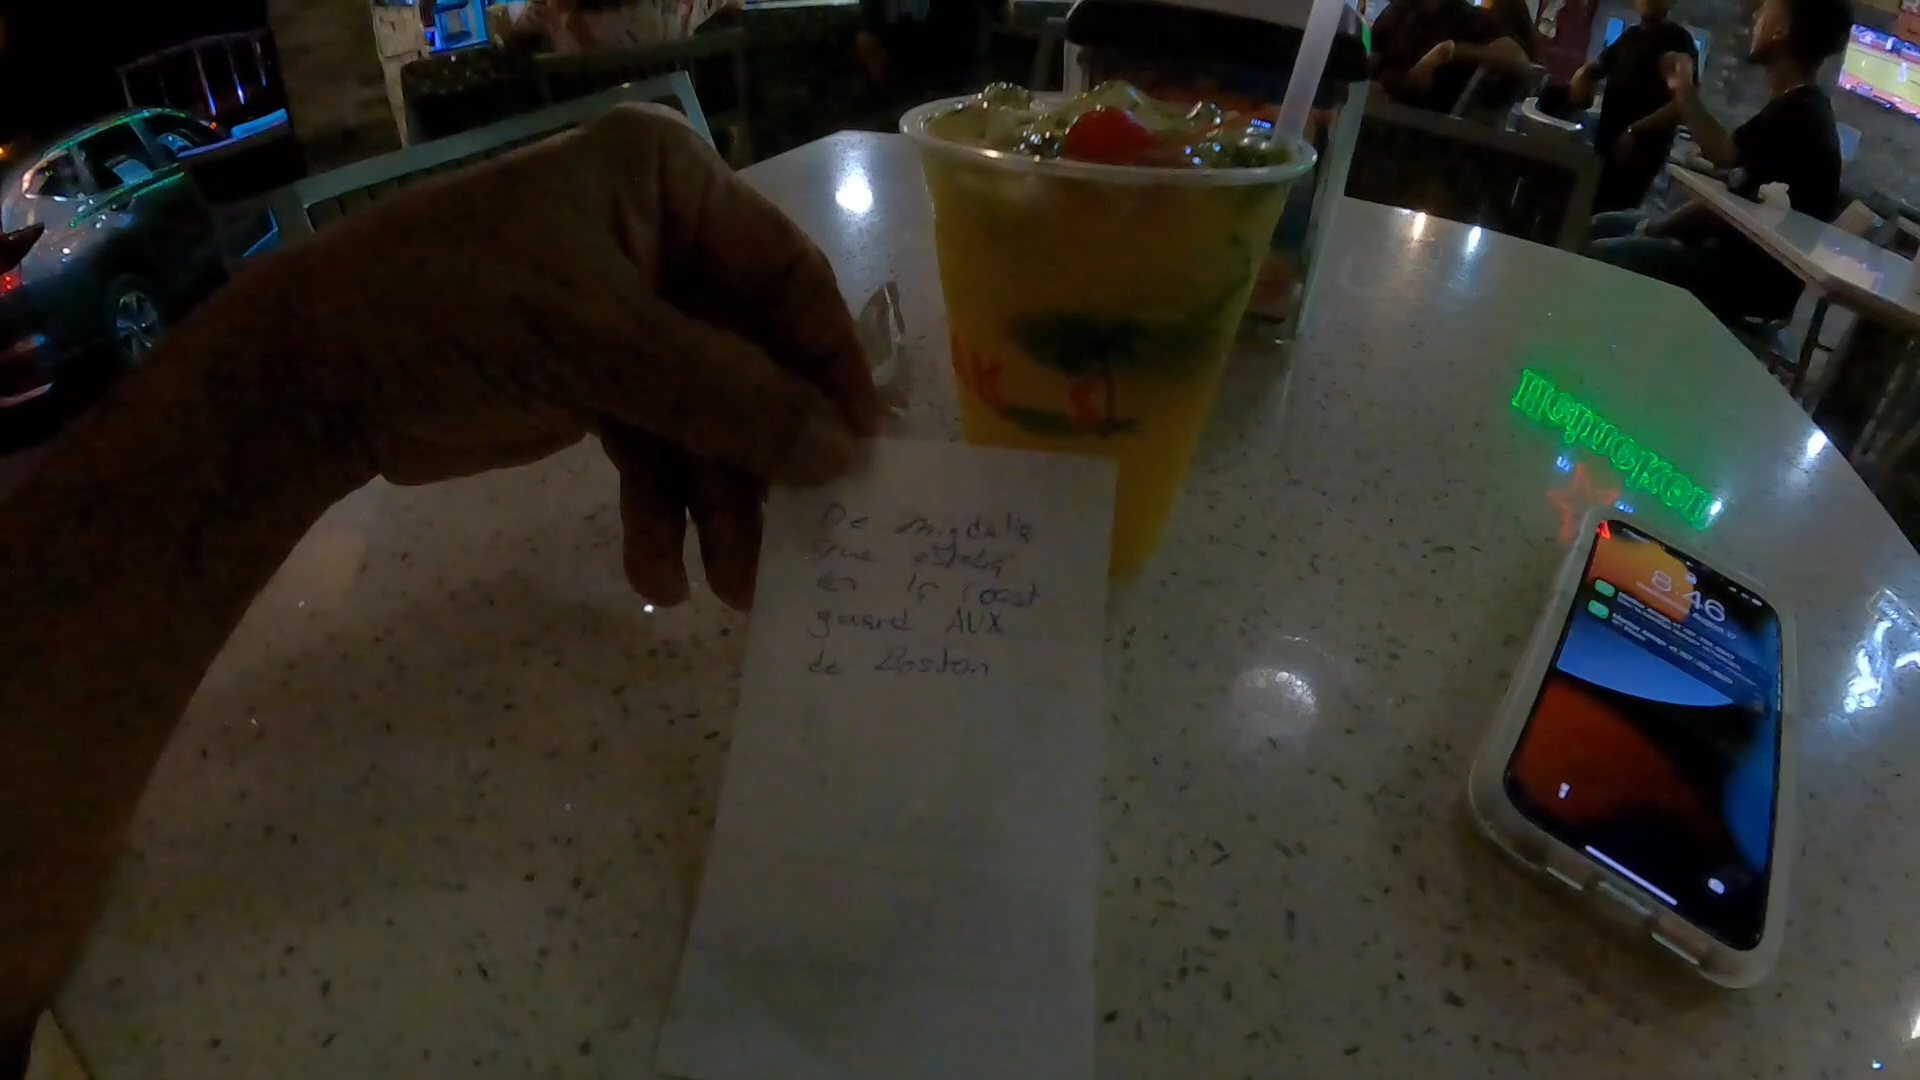 De Migdalia
que estaba
en la coast
guard AUX
de Boston
Heineken
8:46